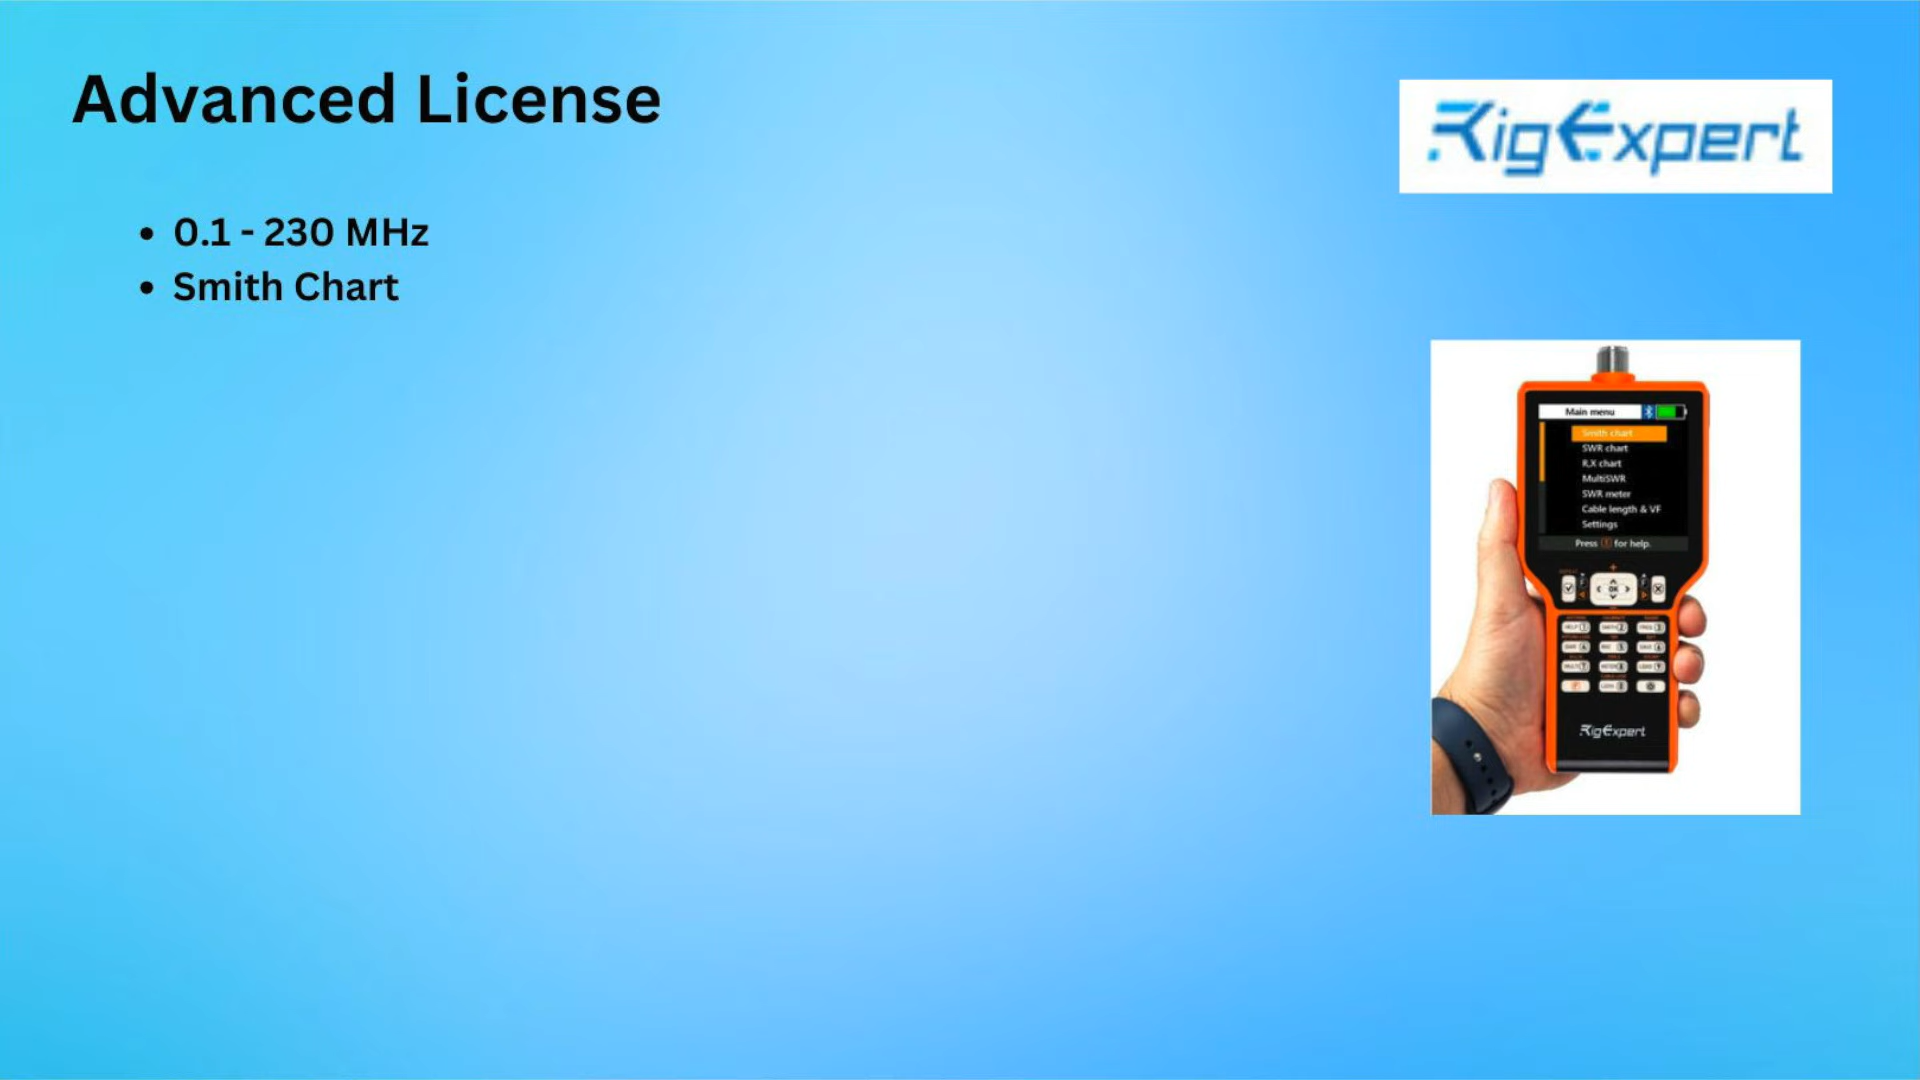 Advanced License
RigExpert
• 0.1 - 230 MHz
• Smith Chart
Main menu
Smith chart
SWR chart
R,X chart
MultiSWR
SWR meter
Cable length & VF
Settings
Press for help.
OK
RigExpert